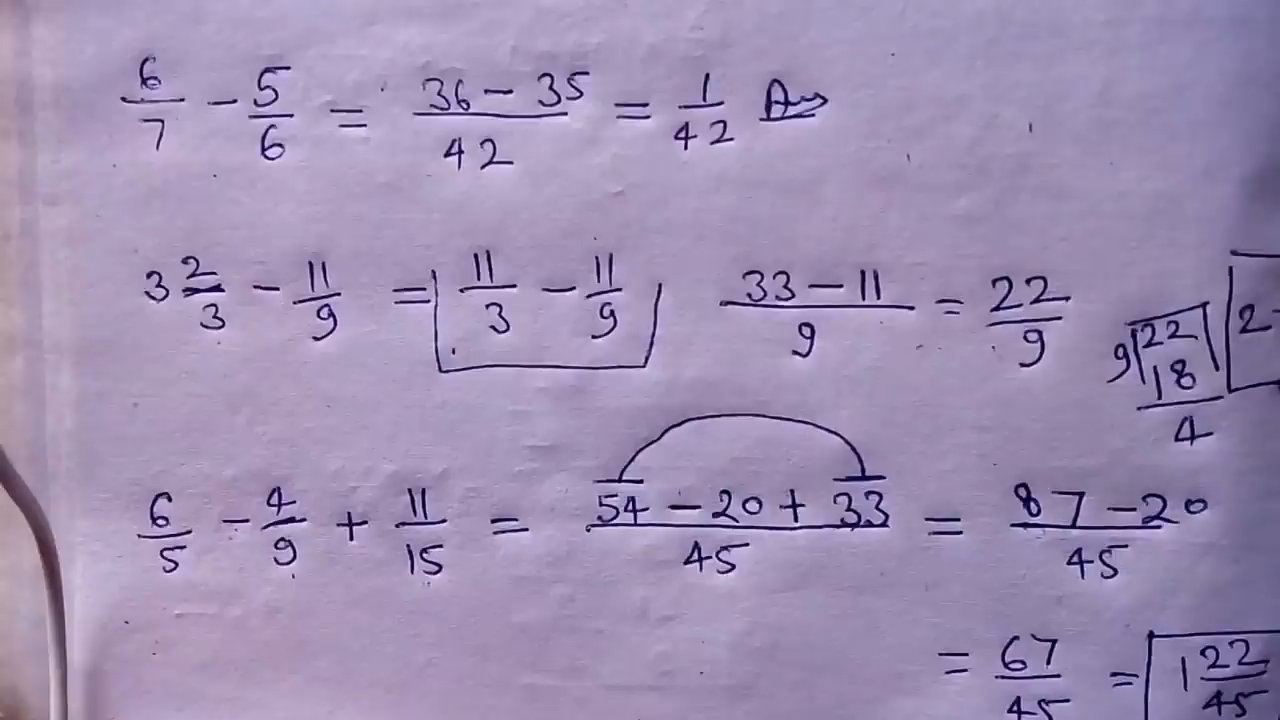 6/7 - 5/6 = 36 - 35/42 = 1/42 Ans
3 2/3 - 11/9 = 11/3 - 11/9 33 - 11/9 = 22/9
9 22 2
18
4
6/5 - 4/9 + 11/15 = 54 - 20 + 33/45 = 87 - 20/45
= 67/45 = 1 22/45